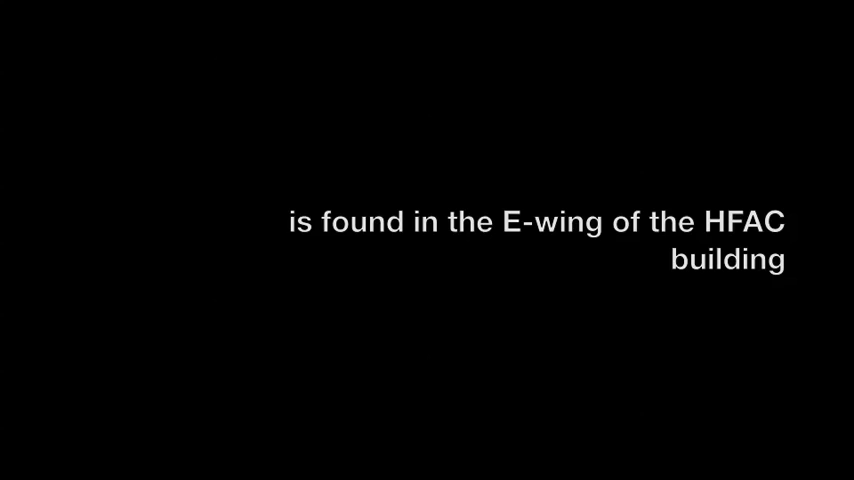 is found in the E-wing of the HFAC
building